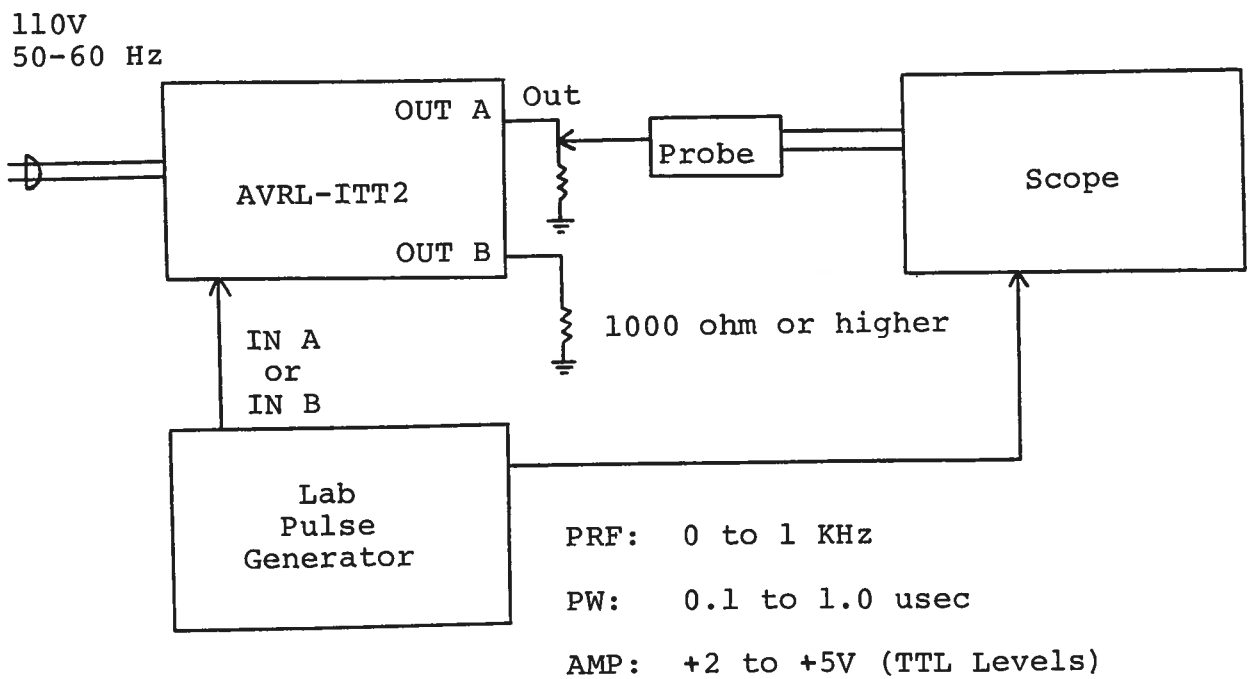 110V
50-60 Hz
OUT A
Out
Probe
Scope
AVRL-ITT2
OUT B
1000 ohm or higher
IN A
or
IN B
Lab
Pulse
Generator
PRF: 0 to 1 KHz
PW: 0.1 to 1.0 usec
AMP: +2 to +5V (TTL Levels)